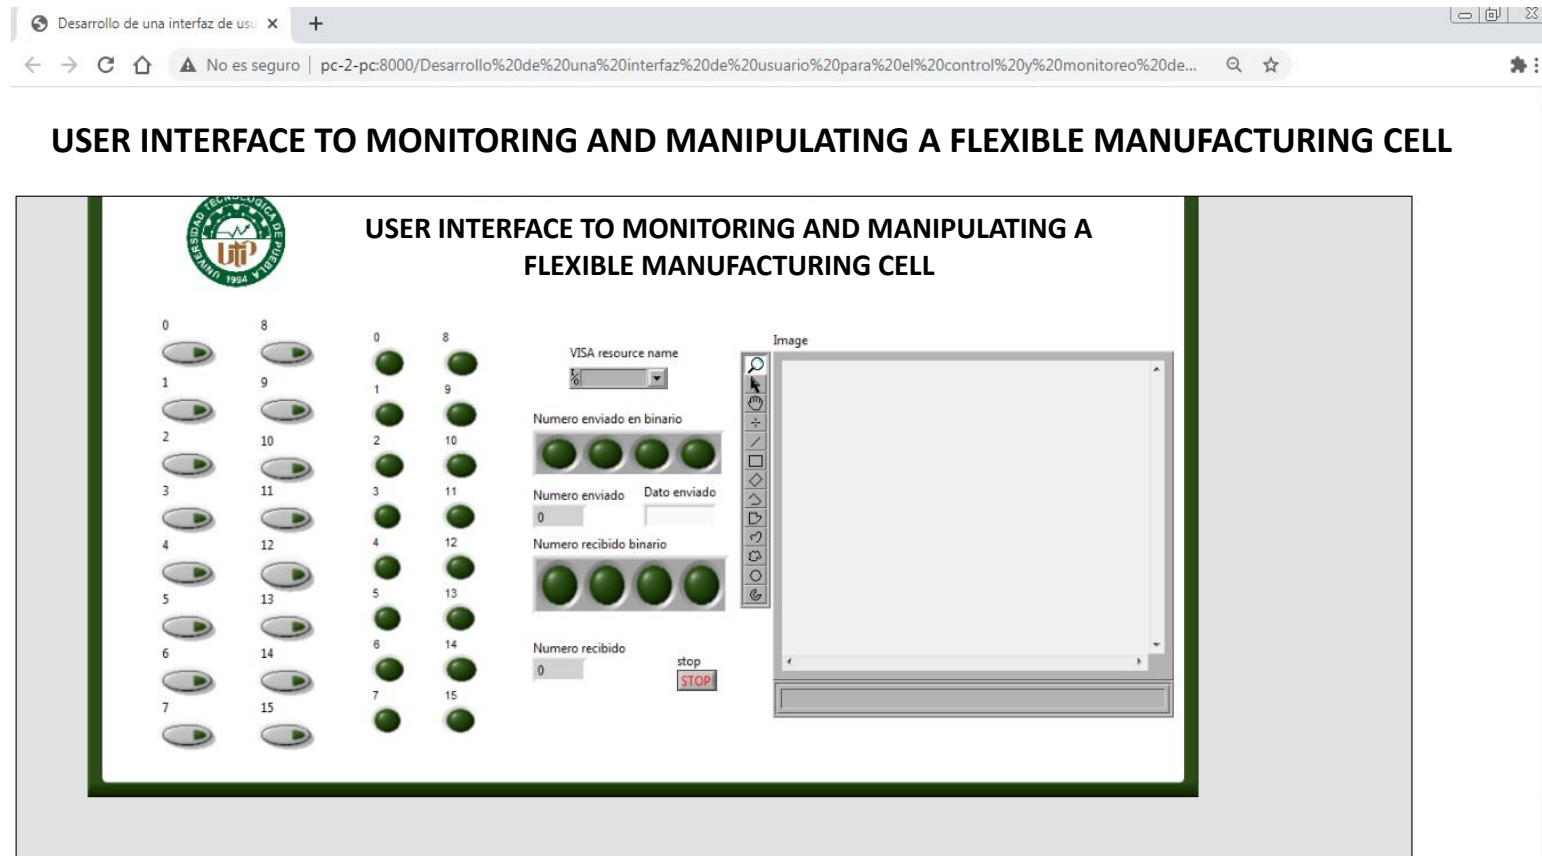 Desarrollo de una interfaz de usu
No es seguro | pc-2-pc:8000/Desarrollo%20de%20una%20interfaz%20de%20usuario%20para%20el%20control%20y%20monitoreo%20de...
USER INTERFACE TO MONITORING AND MANIPULATING A FLEXIBLE MANUFACTURING CELL
UNIVERSIDAD TECNOLOGICA DE PUEBLA
UTP
1994
USER INTERFACE TO MONITORING AND MANIPULATING A
FLEXIBLE MANUFACTURING CELL
0 8
1 9
2 10
3 11
4 12
5 13
6 14
7 15
0 8
1 9
2 10
3 11
4 12
5 13
6 14
7 15
VISA resource name
I/O
Numero enviado en binario
Numero enviado Dato enviado
0
Numero recibido binario
Numero recibido
0
stop
STOP
Image